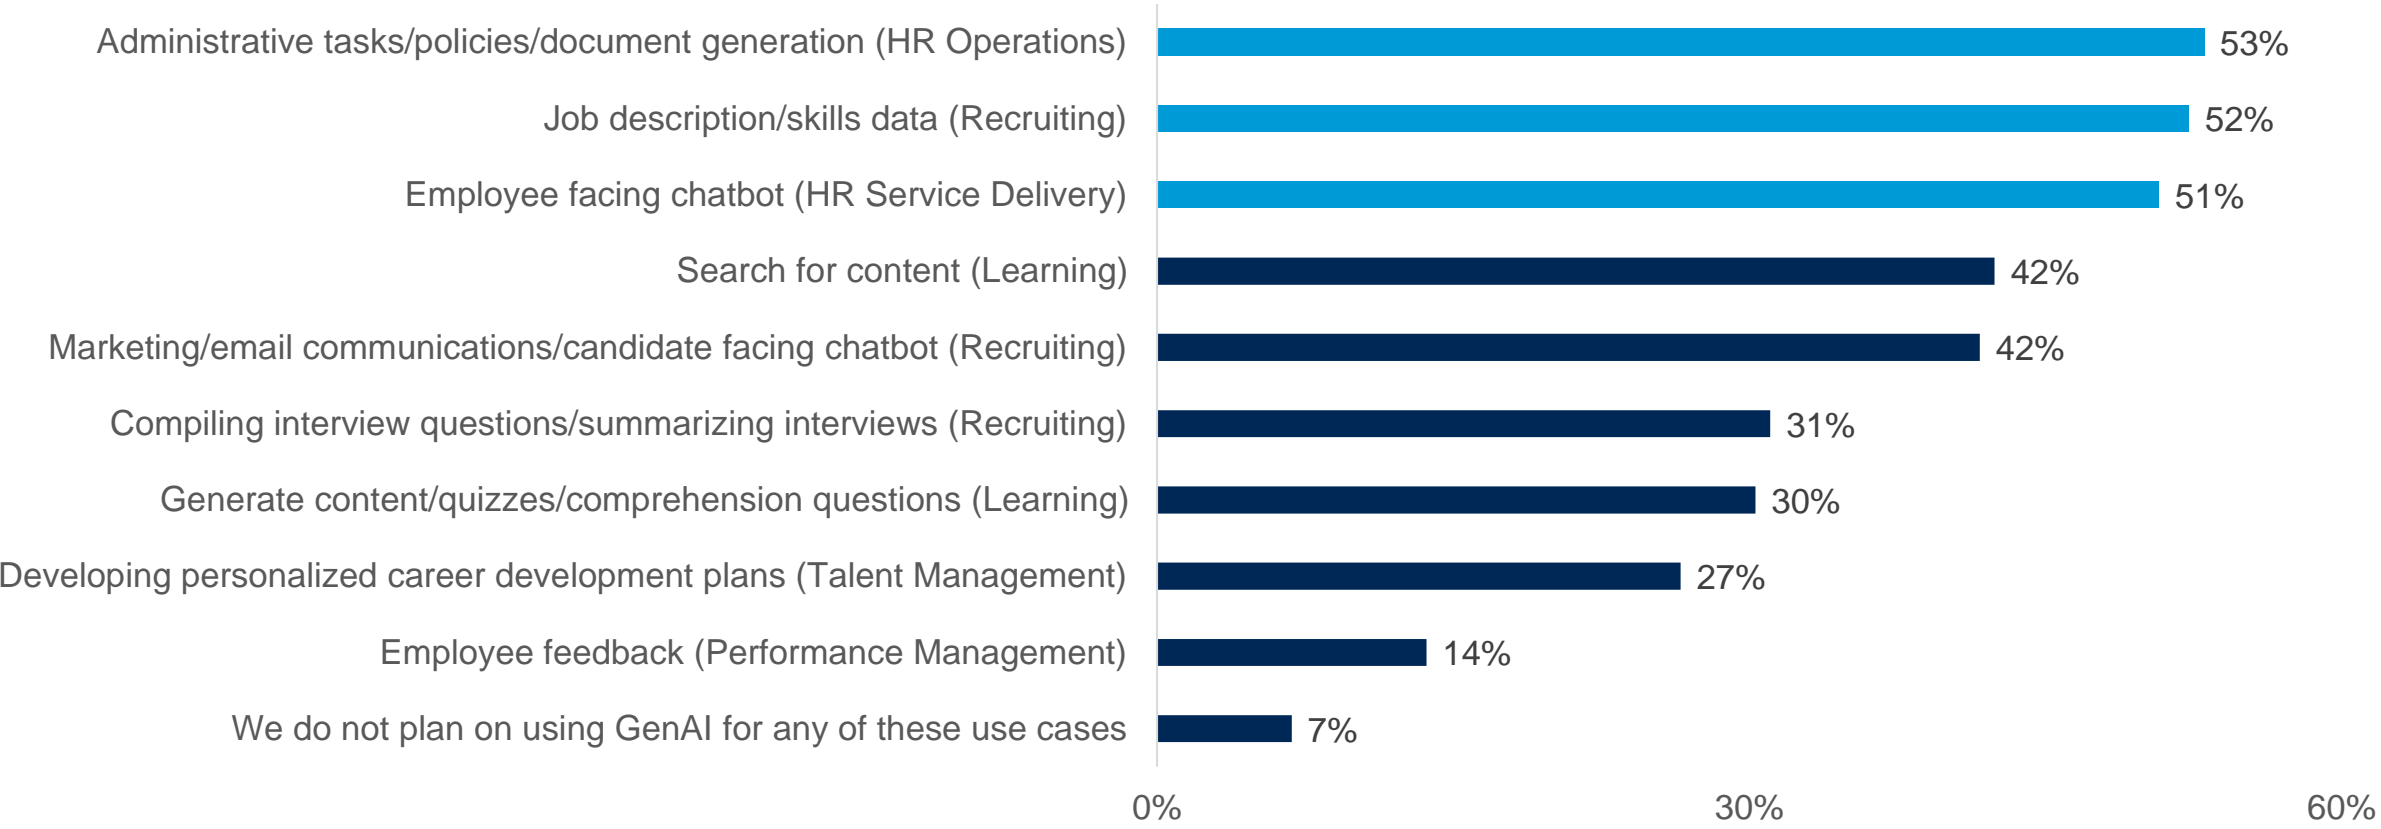 Administrative tasks/policies/document generation (HR Operations) 53%
Job description/skills data (Recruiting) 52%
Employee facing chatbot (HR Service Delivery) 51%
Search for content (Learning) 42%
Marketing/email communications/candidate facing chatbot (Recruiting) 42%
Compiling interview questions/summarizing interviews (Recruiting) 31%
Generate content/quizzes/comprehension questions (Learning) 30%
Developing personalized career development plans (Talent Management) 27%
Employee feedback (Performance Management) 14%
We do not plan on using GenAI for any of these use cases 7%
0% 30% 60%